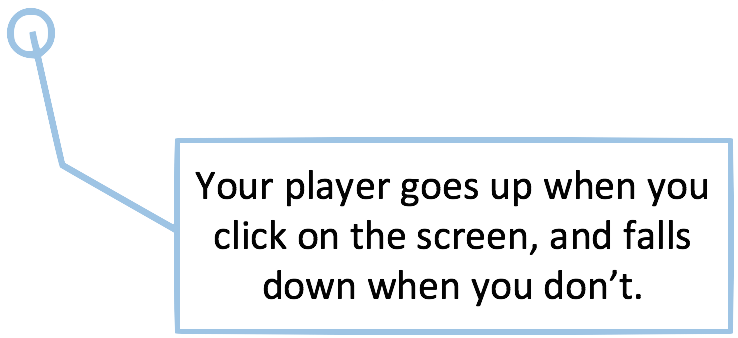 Your player goes up when you
click on the screen, and falls
down when you don’t.